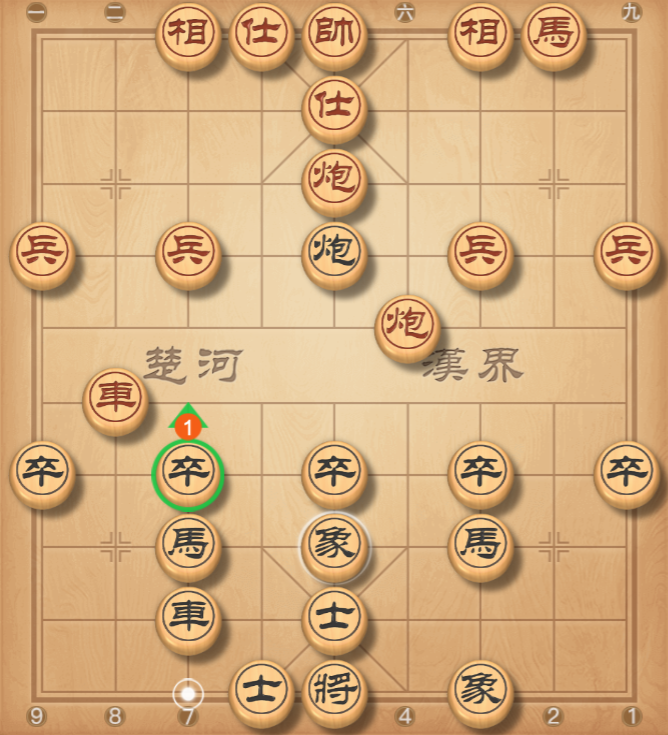 一 二 六 九
相 仕 帥 相 馬
仕
炮
兵 兵 炮 兵 兵
炮
楚河 漢界
車
1
卒 卒 卒 卒 卒
馬 象 馬
車 士
士 將 象
9 8 7 4 2 1